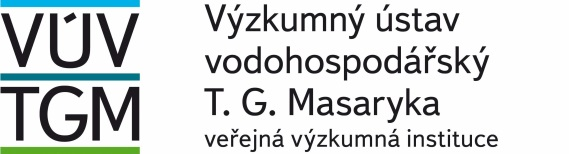 VÚV
TGM
Výzkumný ústav
vodohospodářský
T. G. Masaryka
veřejná výzkumná instituce